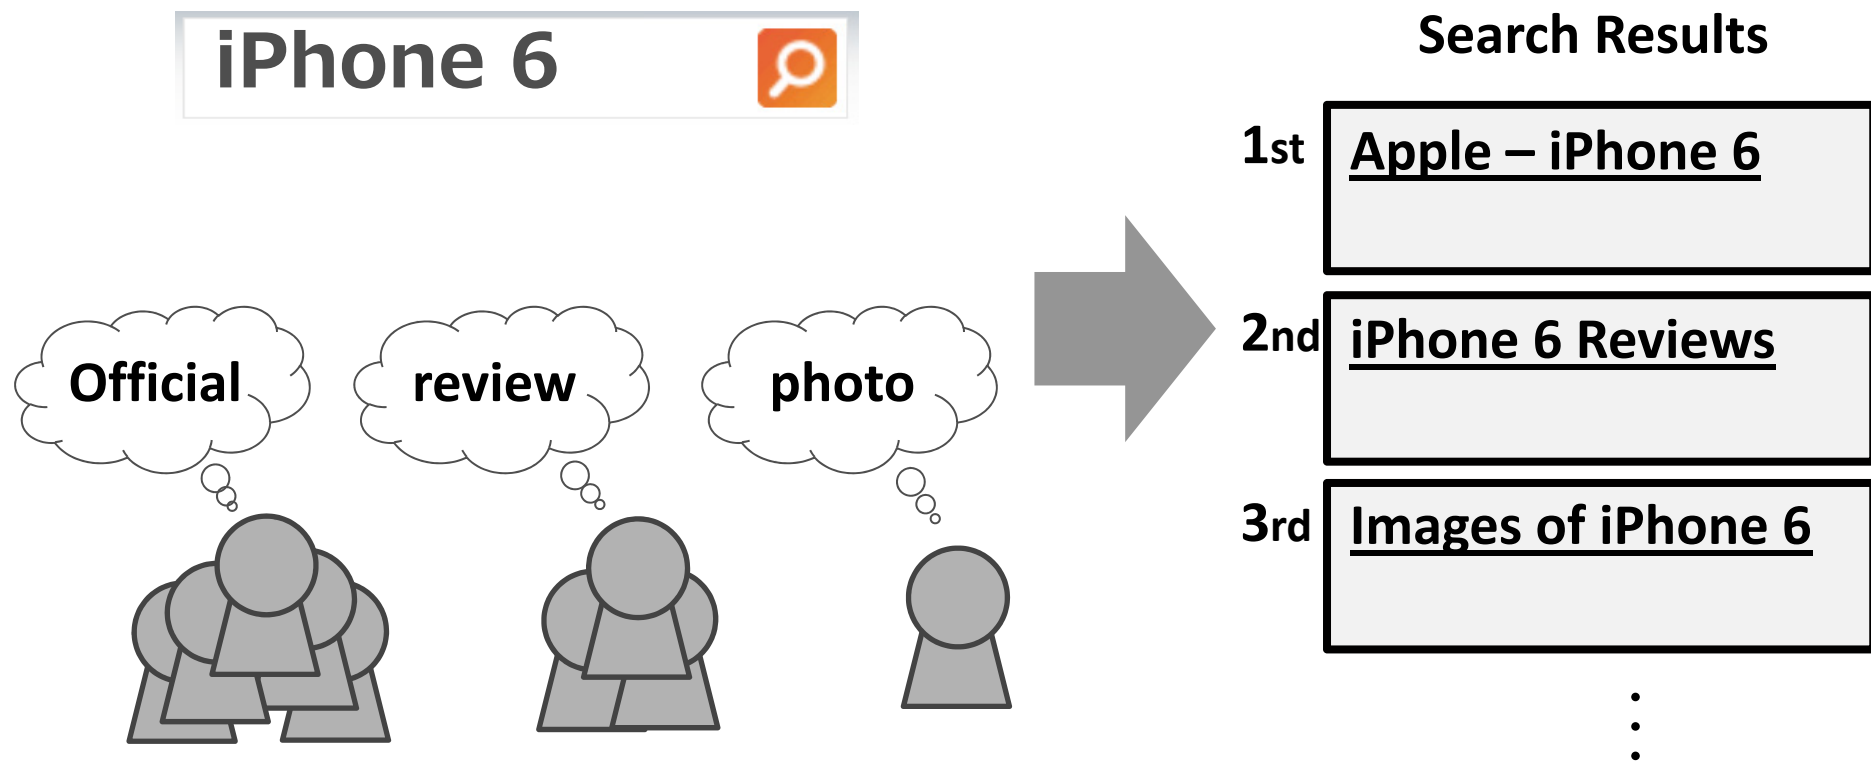 iPhone 6
Official
review
photo
Search Results
1st
Apple – iPhone 6
2nd
iPhone 6 Reviews
3rd
Images of iPhone 6